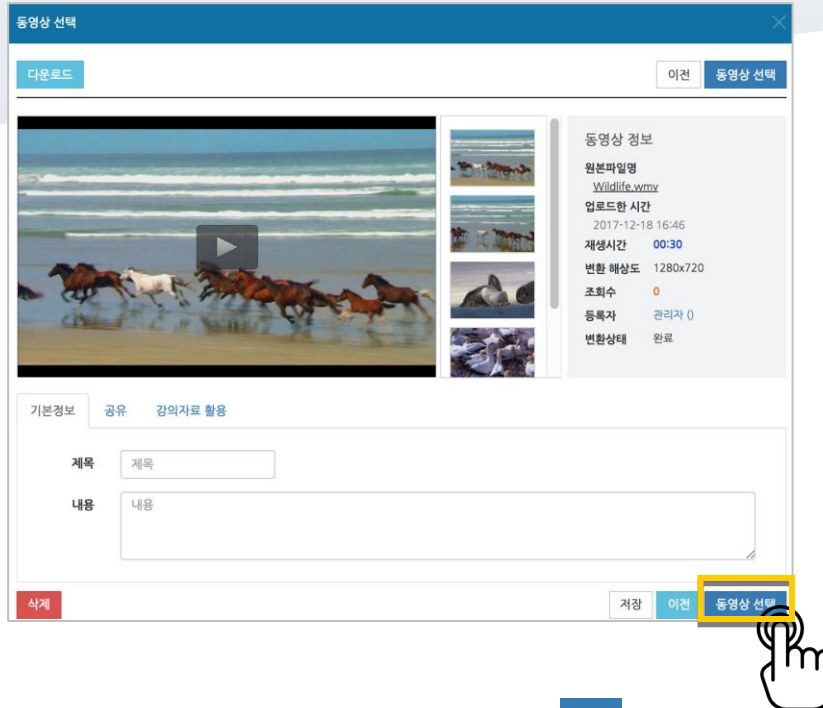 동영상 선택
다운로드
이전 동영상 선택
동영상 정보
원본파일명
Wildlife.wmv
업로드한 시간
2017-12-18 16:46
재생시간 00:30
변환 해상도 1280x720
조회수 0
등록자 관리자 ()
변환상태 완료
기본정보 공유 강의자료 활용
제목 제목
내용 내용
삭제 저장 이전 동영상 선택